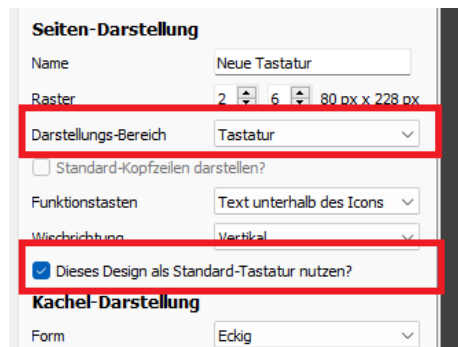 Seiten-Darstellung
Name Neue Tastatur
Raster 2 6 80 px x 228 px
Darstellungs-Bereich Tastatur
Standard-Kopfzeilen darstellen?
Funktionstasten Text unterhalb des Icons
Wischrichtung Vertikal
Dieses Design als Standard-Tastatur nutzen?
Kachel-Darstellung
Form Eckig